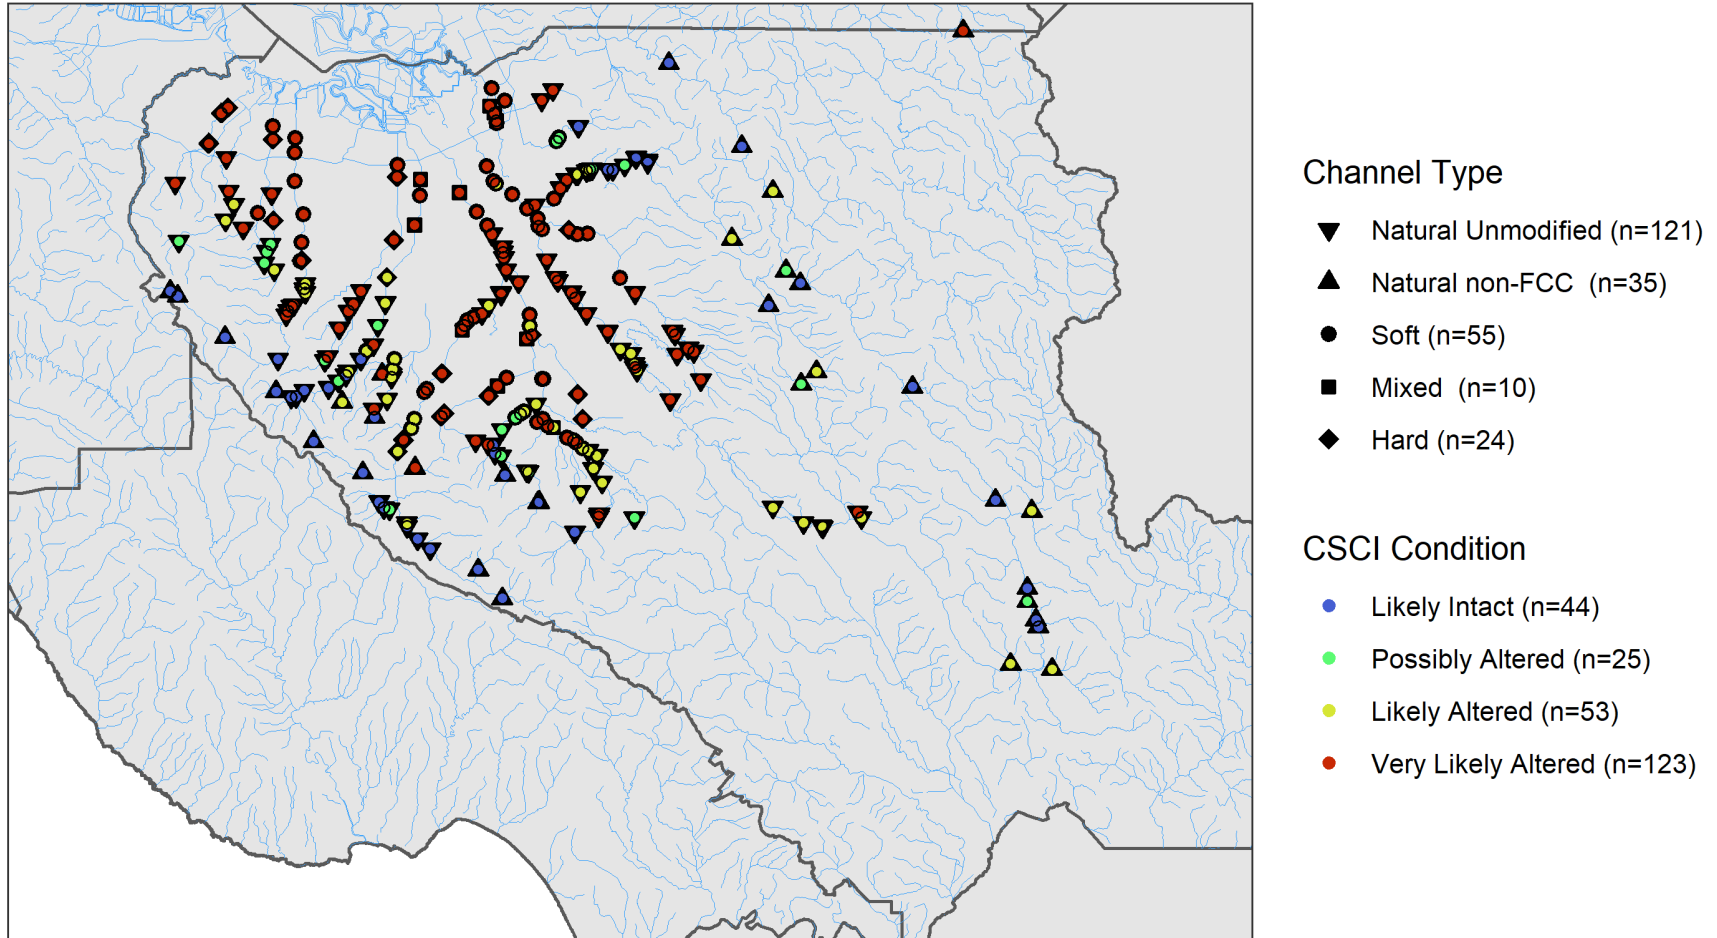 Channel Type
Natural Unmodified (n=121)
Natural non-FCC (n=35)
Soft (n=55)
Mixed (n=10)
Hard (n=24)
CSCI Condition
Likely Intact (n=44)
Possibly Altered (n=25)
Likely Altered (n=53)
Very Likely Altered (n=123)